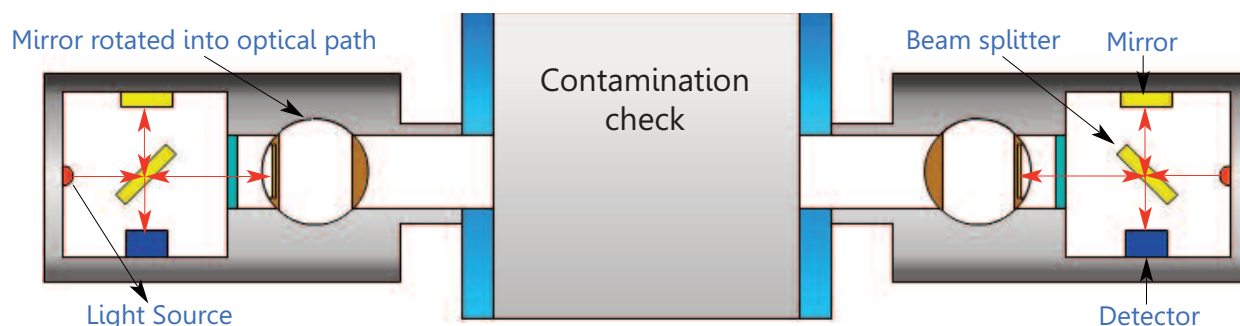 Mirror rotated into optical path
Beam splitter
Mirror
Contamination
check
Light Source
Detector